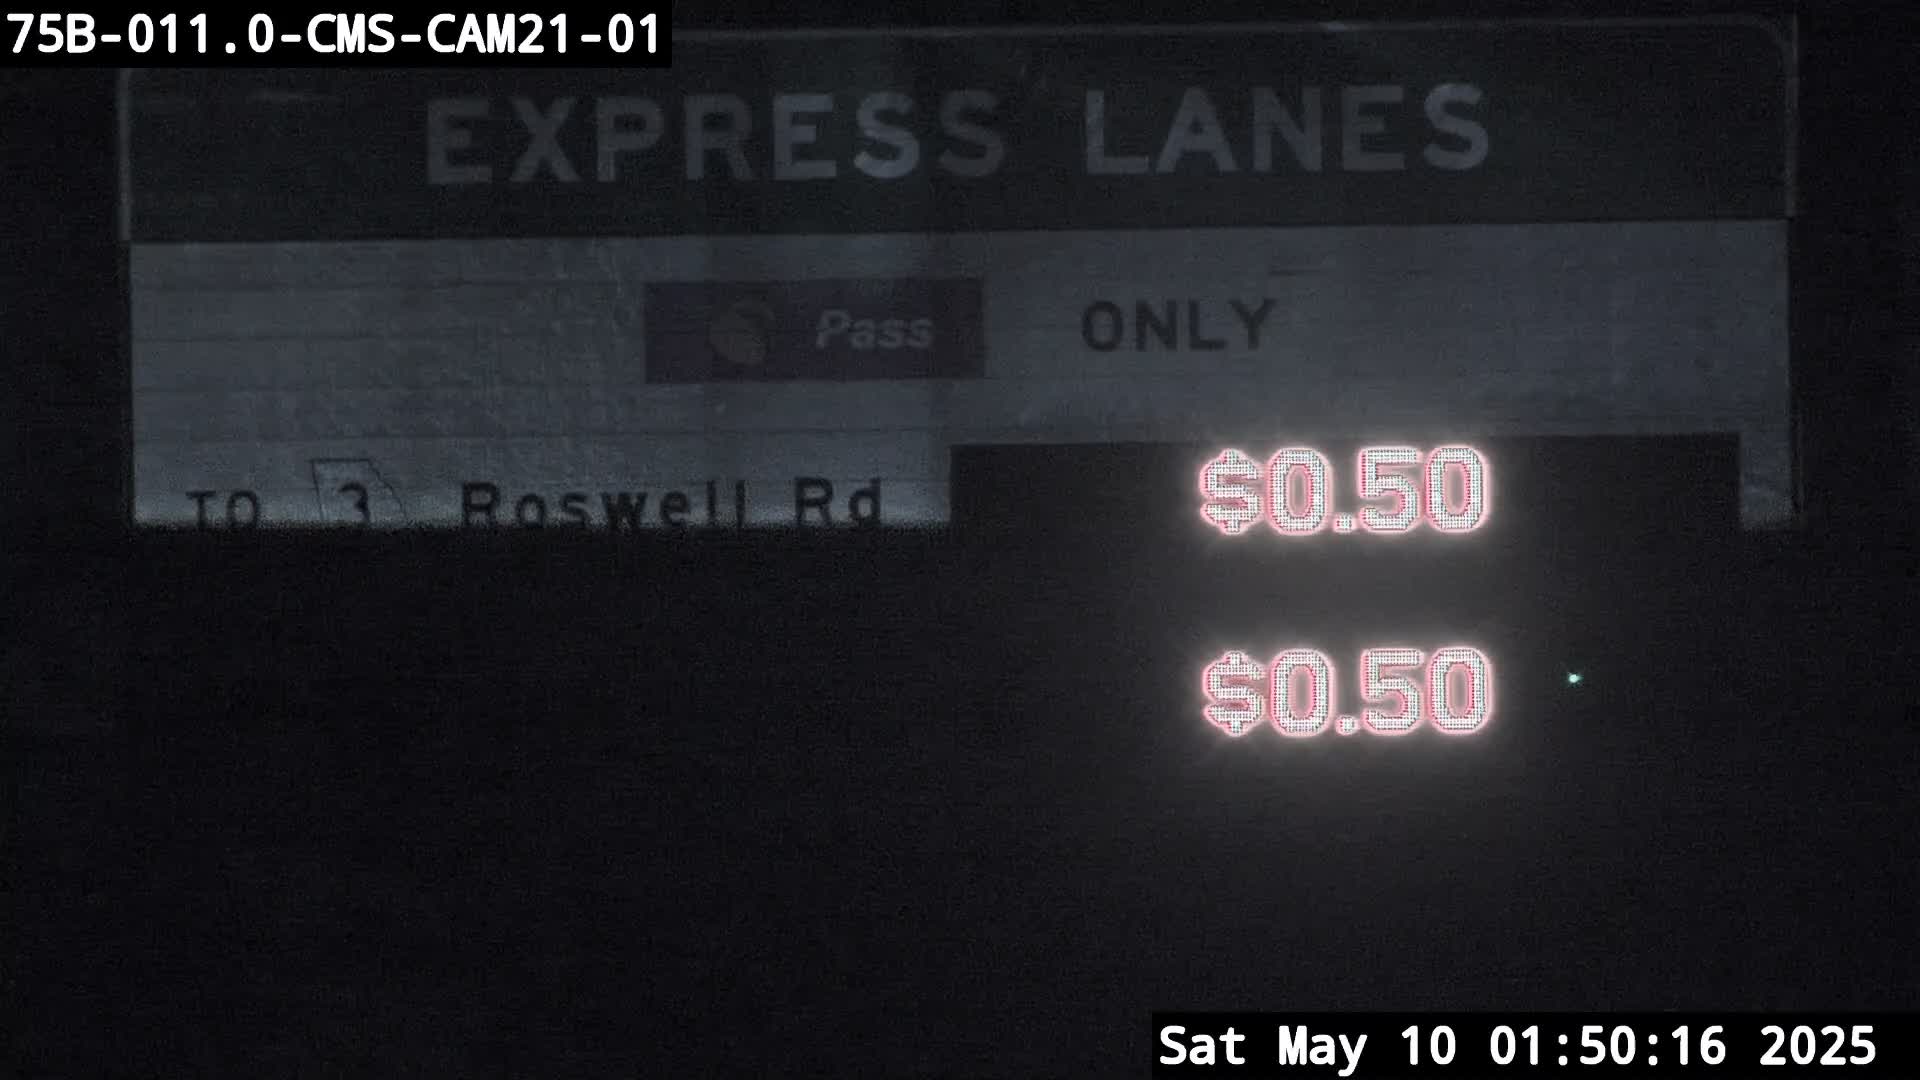 75B-011.0-CMS-CAM21-01
EXPRESS LANES
Pass ONLY
TO 3 Roswell Rd $0.50
$0.50
Sat May 10 01:50:16 2025